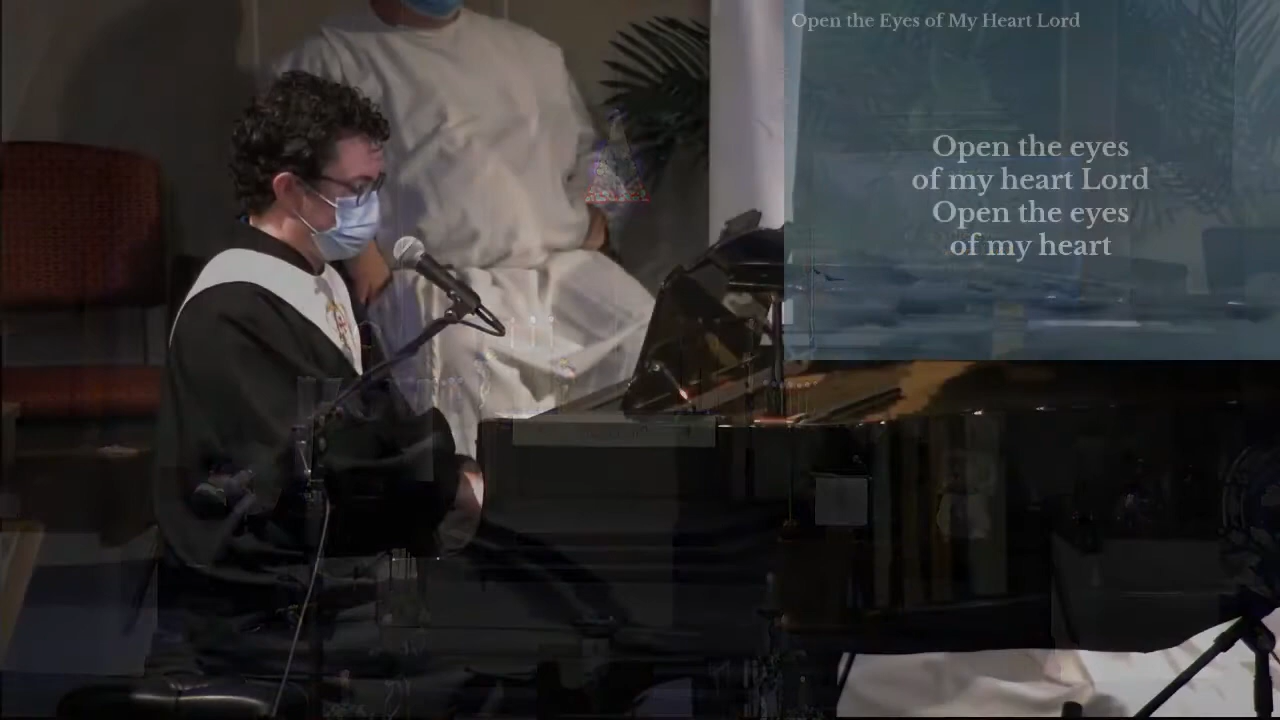 Open the Eyes of My Heart Lord
Open the eyes
of my heart Lord
Open the eyes
of my heart